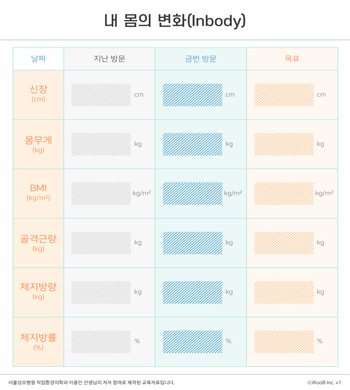 내 몸의 변화(Inbody)
날짜 지난 방문 금번 방문 목표
신장
(cm) cm cm cm
몸무게
(kg) kg kg kg
BMI
(kg/m²) kg/m² kg/m² kg/m²
골격근량
(kg) kg kg kg
체지방량
(kg) kg kg kg
체지방률
(%) % % %
서울성모병원 직업환경의학과 이종인 선생님의 저자 참여로 제작된 교육자료입니다. ⓒiKooB Inc. v1